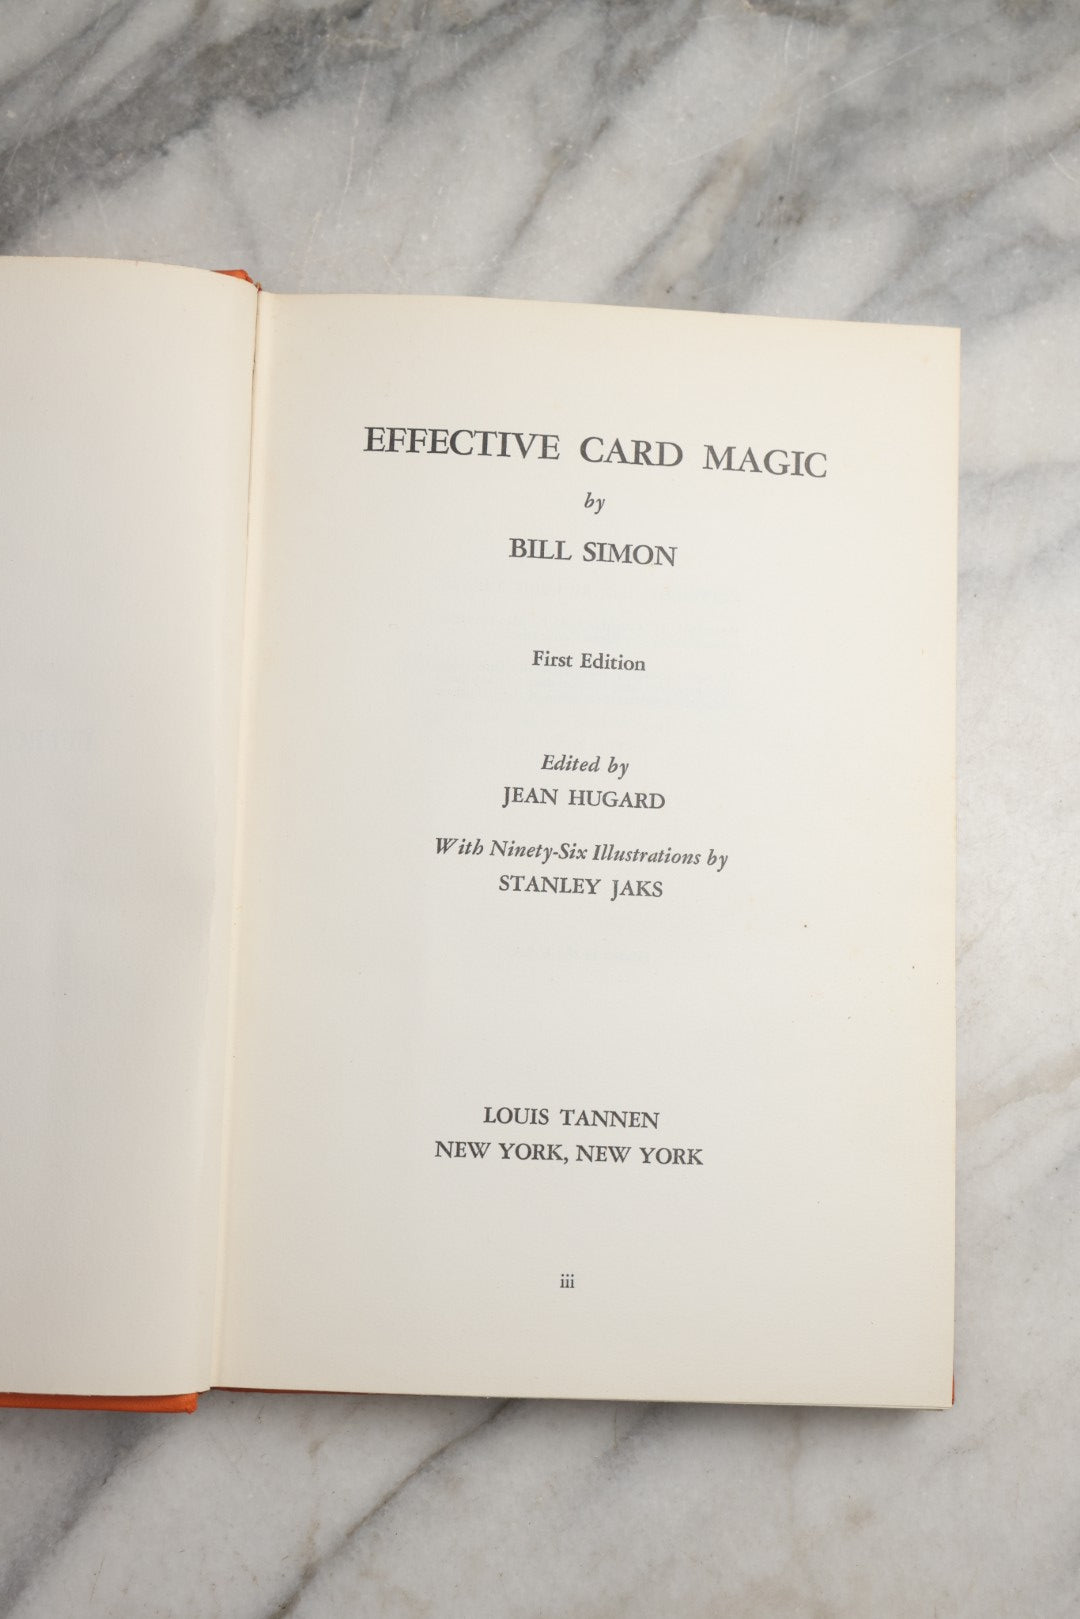 EFFECTIVE CARD MAGIC
by
BILL SIMON
First Edition
Edited by
JEAN HUGARD
With Ninety-Six Illustrations by
STANLEY JAKS
LOUIS TANNEN
NEW YORK, NEW YORK
iii